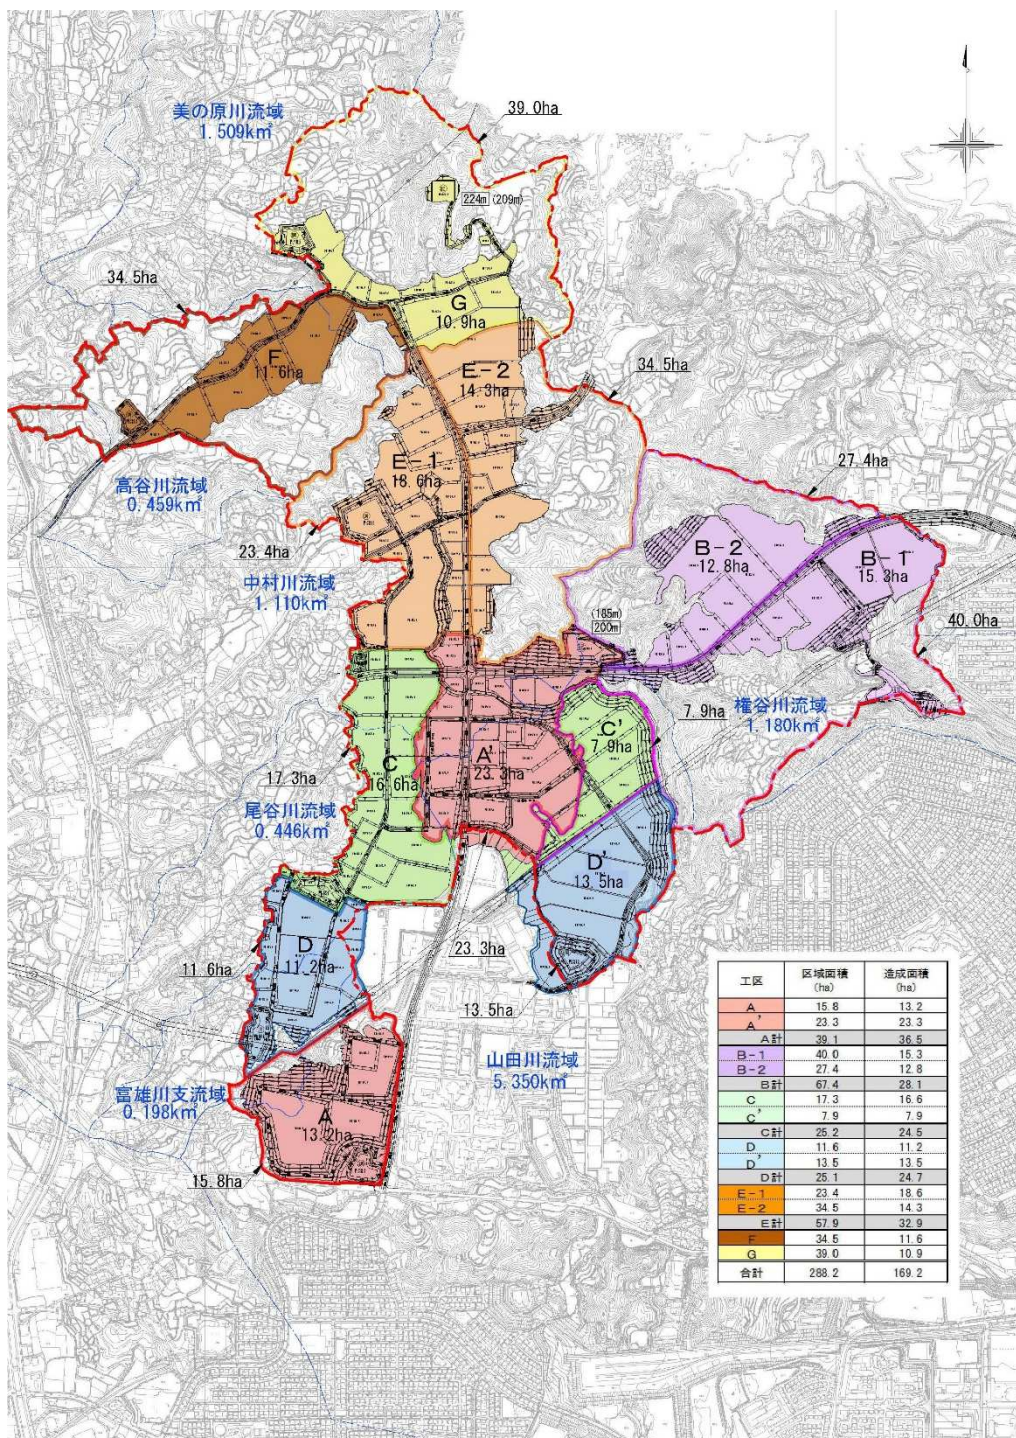 美の原川流域
1.509k㎡
39.0ha
224m (209m)
34.5ha
G
10.9ha
F
11.6ha
E-2
14.3ha
34.5ha
E-1
18.6ha
27.4ha
高谷川流域
0.459k㎡
23.4ha
B-2
12.8ha
B-1
15.3ha
中村川流域
1.110k㎡
(185m)
200m
40.0ha
7.9ha
権谷川流域
1.180k㎡
C'
7.9ha
A'
23.3ha
C
16.6ha
17.3ha
尾谷川流域
0.446k㎡
D'
13.5ha
D
11.2ha
23.3ha
11.6ha
13.5ha
山田川流域
5.350k㎡
富雄川支流域
0.198k㎡
A
13.2ha
15.8ha
工区 区域面積(ha) 造成面積(ha)
A 15.8 13.2
A' 23.3 23.3
A計 39.1 36.5
B-1 40.0 15.3
B-2 27.4 12.8
B計 67.4 28.1
C 17.3 16.6
C' 7.9 7.9
C計 25.2 24.5
D 11.6 11.2
D' 13.5 13.5
D計 25.1 24.7
E-1 23.4 18.6
E-2 34.5 14.3
E計 57.9 32.9
F 34.5 11.6
G 39.0 10.9
合計 288.2 169.2